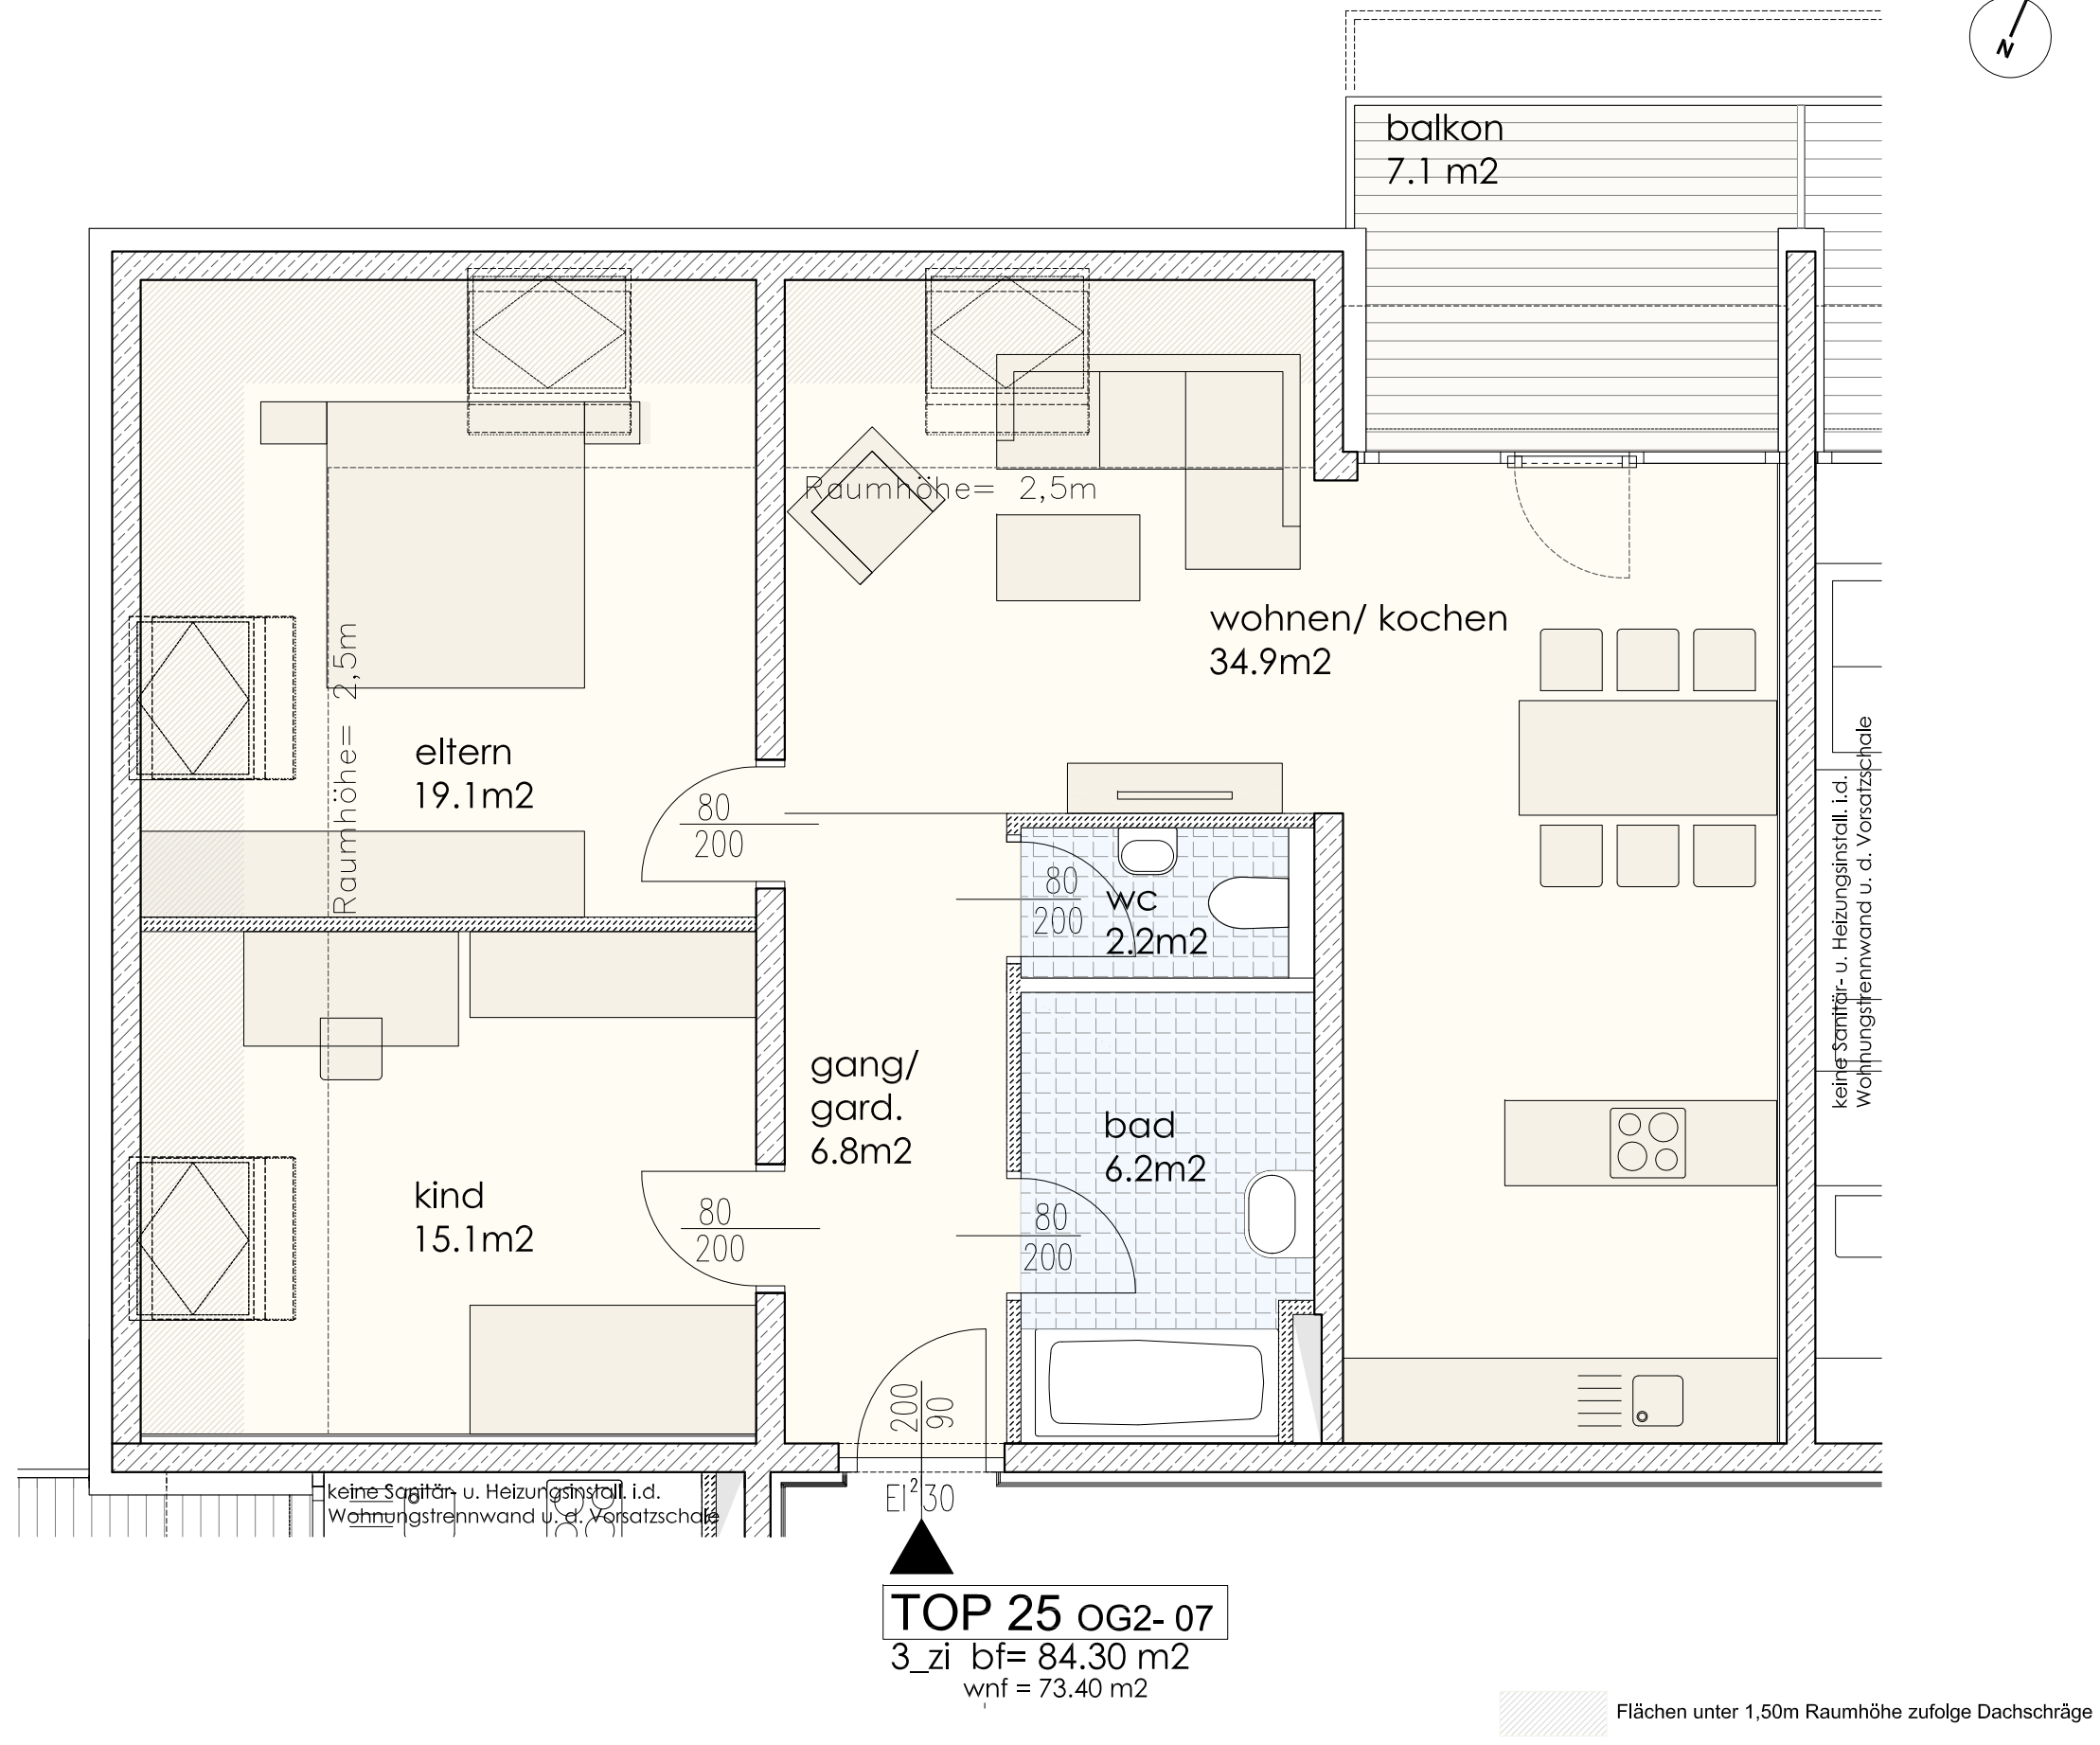 N
balkon
7.1 m2
Raumhöhe= 2,5m
wohnen/ kochen
34.9m2
Raumhöhe= 2,5m
eltern
19.1m2
80
200
80
200
wc
2.2m2
keine Sanitär- u. Heizungsinstall. i.d.
Wohnungstrennwand u. d. Vorsatzschale
gang/
gard.
6.8m2
bad
6.2m2
kind
15.1m2
80
200
80
200
200
90
EI²30
keine Sanitär- u. Heizungsinstall. i.d.
Wohnungstrennwand u. d. Vorsatzschale
TOP 25 OG2- 07
3_zi bf= 84.30 m2
wnf = 73.40 m2
Flächen unter 1,50m Raumhöhe zufolge Dachschräge